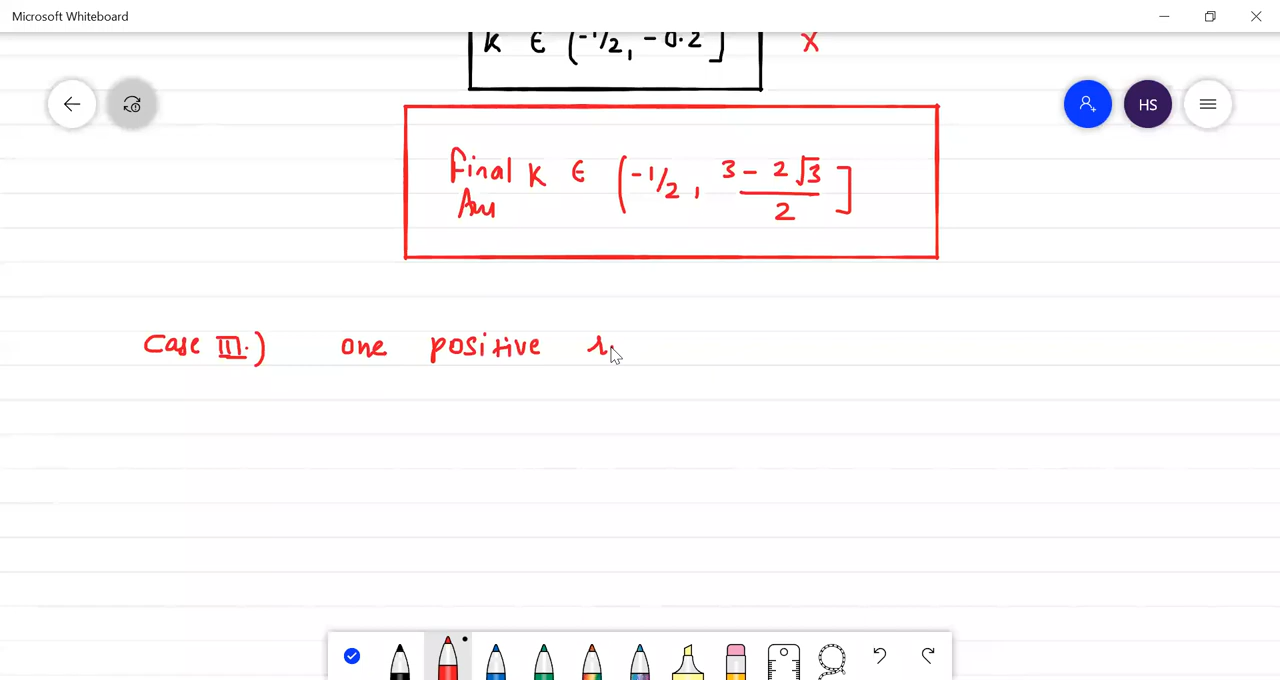 Microsoft Whiteboard
K ∈ (-1/2, -0.2] X
HS
Final K ∈ (-1/2, (3 - 2√3)/2]
Ans
Case III.) one positive r